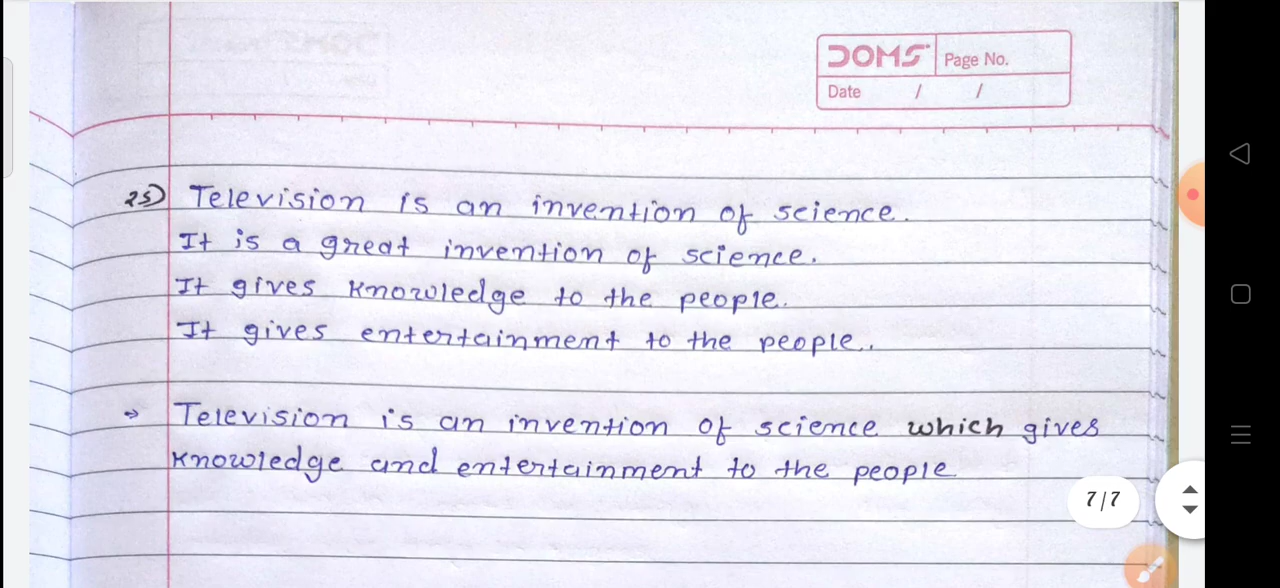 DOMS Page No.
Date / /
25) Television is an invention of science.
It is a great invention of science.
It gives knowledge to the people.
It gives entertainment to the people..
→ Television is an invention of science which gives
knowledge and entertainment to the people
7/7